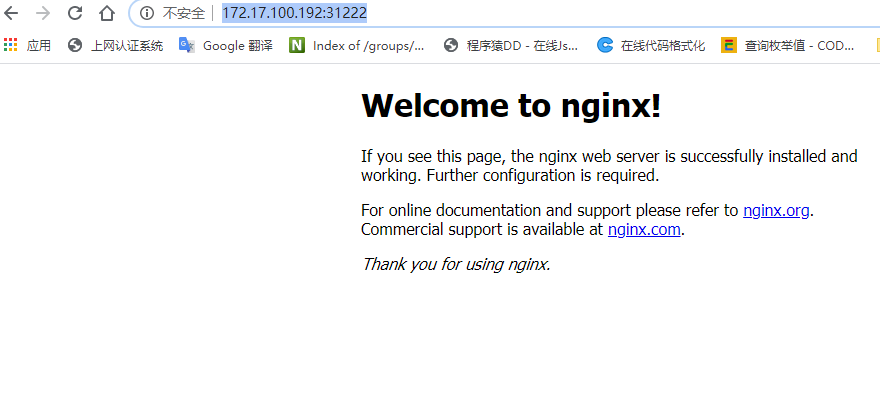 不安全 172.17.100.192:31222
应用 上网认证系统 Google 翻译 Index of /groups/... 程序猿DD - 在线Js... 在线代码格式化 查询枚举值 - COD...
Welcome to nginx!
If you see this page, the nginx web server is successfully installed and
working. Further configuration is required.
For online documentation and support please refer to nginx.org.
Commercial support is available at nginx.com.
Thank you for using nginx.